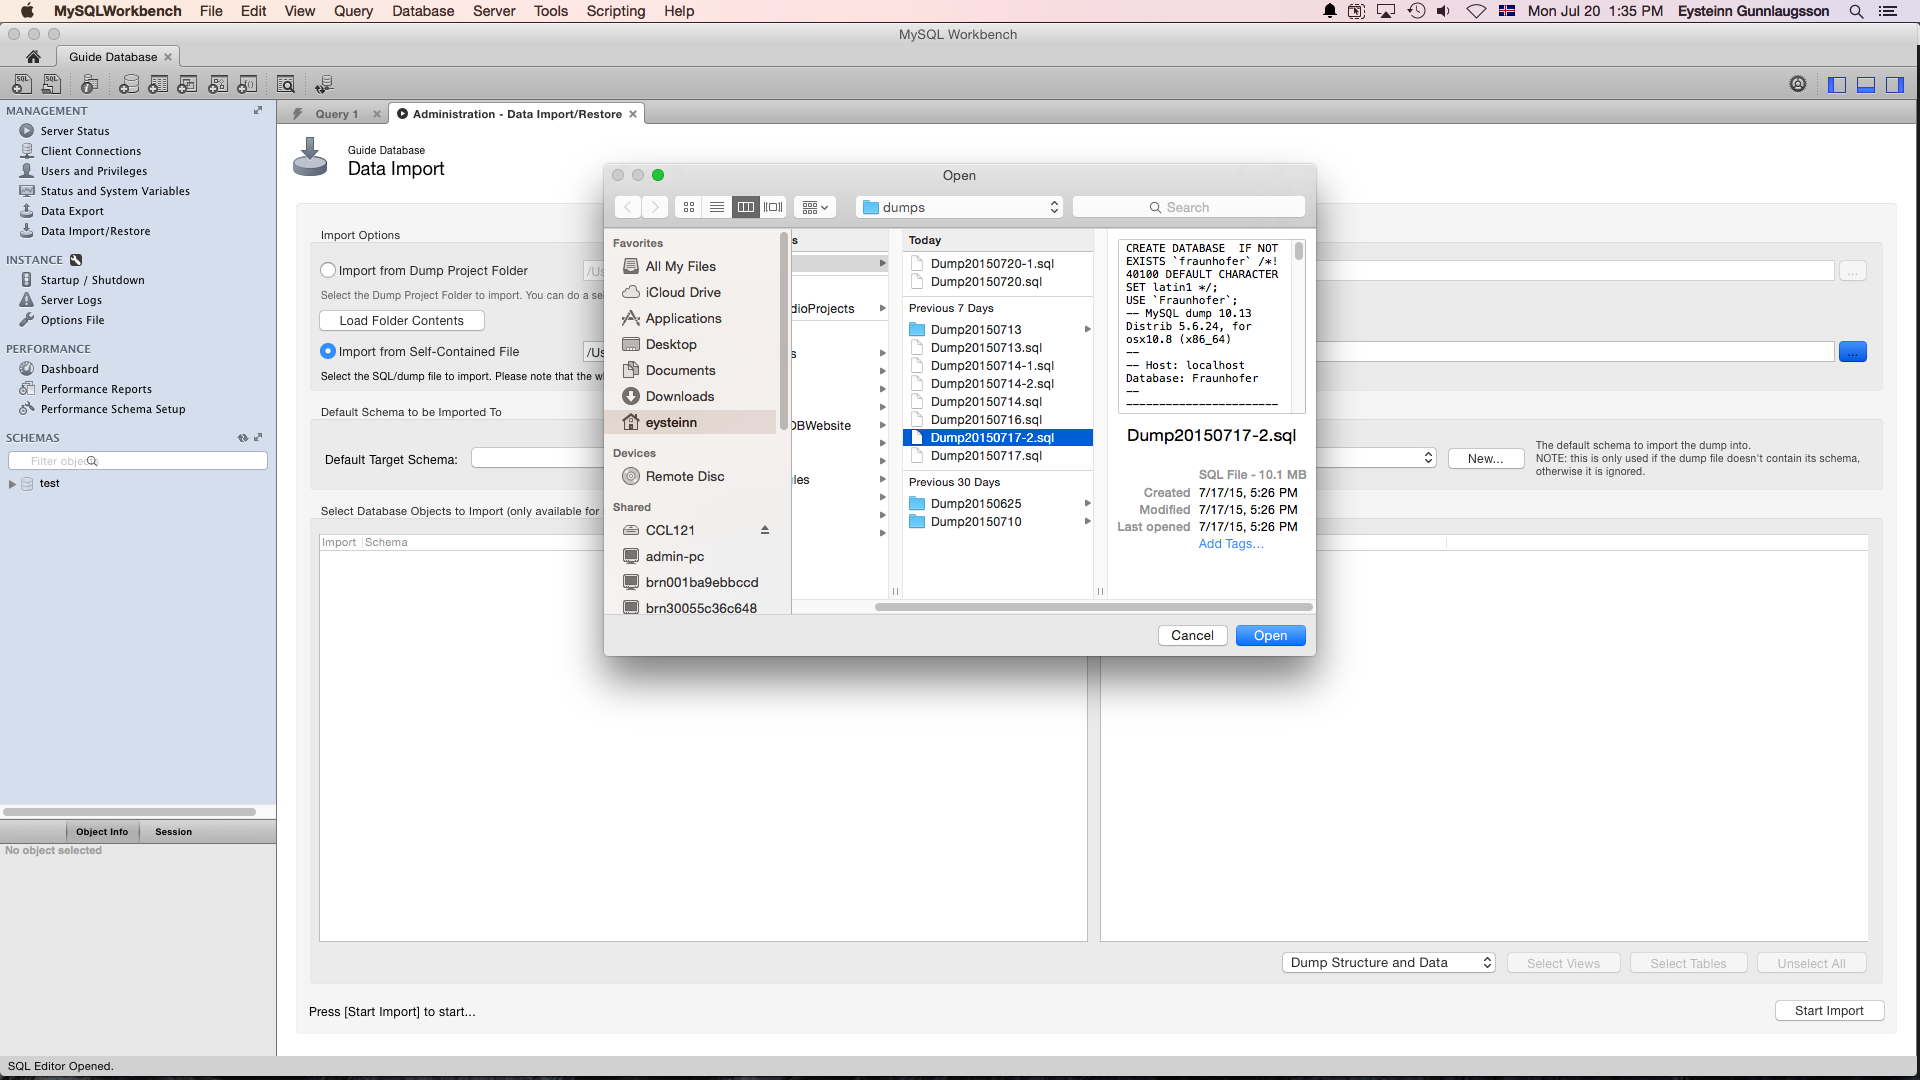 MySQLWorkbench File Edit View Query Database Server Tools Scripting Help Mon Jul 20 1:35 PM Eysteinn Gunnlaugsson
MySQL Workbench
Guide Database
MANAGEMENT
Server Status
Client Connections
Users and Privileges
Status and System Variables
Data Export
Data Import/Restore
INSTANCE
Startup / Shutdown
Server Logs
Options File
PERFORMANCE
Dashboard
Performance Reports
Performance Schema Setup
SCHEMAS
Filter objects
test
Object Info Session
No object selected
SQL Editor Opened.
Query 1 Administration - Data Import/Restore
Guide Database
Data Import
Import Options
Import from Dump Project Folder
/Us
...
Select the Dump Project Folder to import. You can do a se
Load Folder Contents
Import from Self-Contained File
/Us
...
Select the SQL/dump file to import. Please note that the wh
Default Schema to be Imported To
Default Target Schema:
New...
The default schema to import the dump into.
NOTE: this is only used if the dump file doesn't contain its schema,
otherwise it is ignored.
Select Database Objects to Import (only available for
Import Schema
Dump Structure and Data Select Views Select Tables Unselect All
Press [Start Import] to start...
Start Import
Open
dumps
Search
Favorites
All My Files
iCloud Drive
Applications
Desktop
Documents
Downloads
eysteinn
Devices
Remote Disc
Shared
CCL121
admin-pc
brn001ba9ebbccd
brn30055c36c648
s
dioProjects
s
OBWebsite
les
Today
Dump20150720-1.sql
Dump20150720.sql
Previous 7 Days
Dump20150713
Dump20150713.sql
Dump20150714-1.sql
Dump20150714-2.sql
Dump20150714.sql
Dump20150716.sql
Dump20150717-2.sql
Dump20150717.sql
Previous 30 Days
Dump20150625
Dump20150710
CREATE DATABASE  IF NOT
EXISTS `fraunhofer` /*!
40100 DEFAULT CHARACTER
SET latin1 */;
USE `Fraunhofer`;
-- MySQL dump 10.13
Distrib 5.6.24, for
osx10.8 (x86_64)
--
-- Host: localhost
Database: Fraunhofer
--
-----------------------
Dump20150717-2.sql
SQL File - 10.1 MB
Created 7/17/15, 5:26 PM
Modified 7/17/15, 5:26 PM
Last opened 7/17/15, 5:26 PM
Add Tags...
Cancel Open